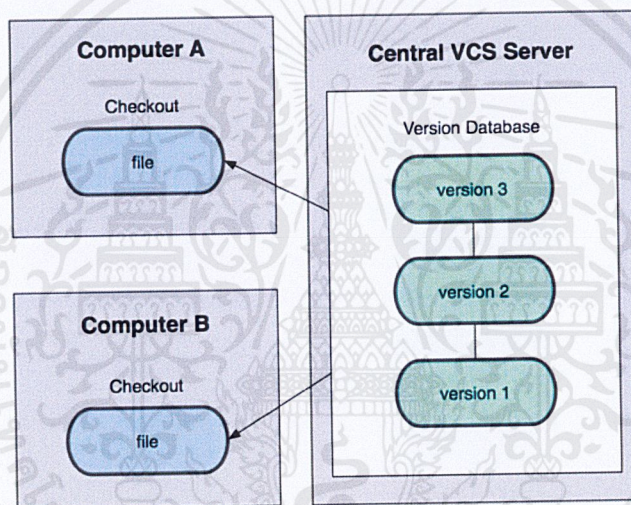 Computer A
Checkout
file
Computer B
Checkout
file
Central VCS Server
Version Database
version 3
version 2
version 1